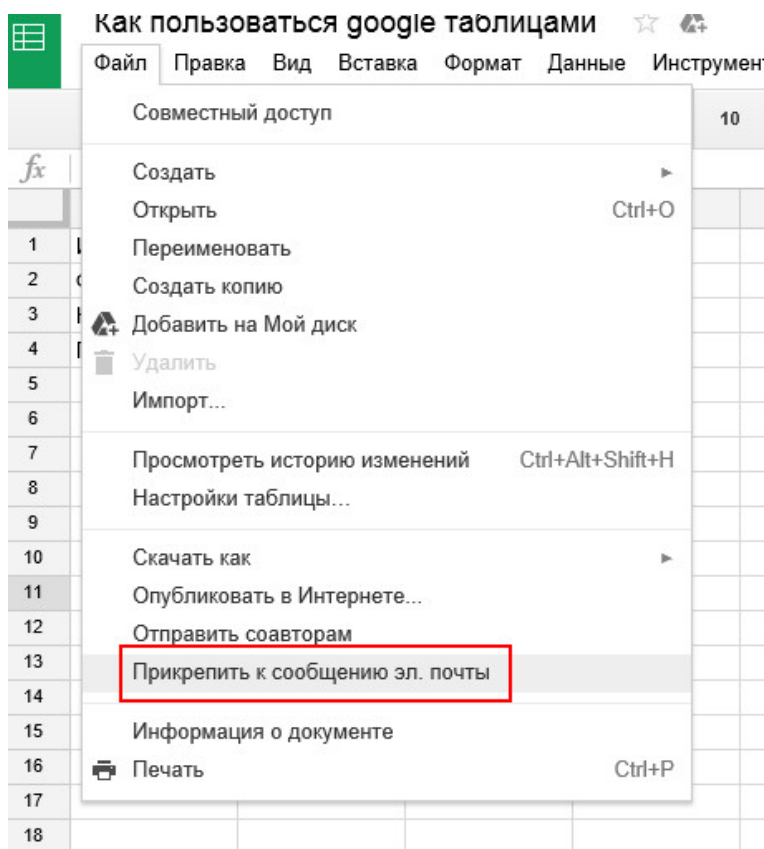 Как пользоваться google таблицами
Файл Правка Вид Вставка Формат Данные
10
fx
Совместный доступ
Создать
Открыть Ctrl+O
Переименовать
Создать копию
Добавить на Мой диск
Удалить
Импорт...
Просмотреть историю изменений Ctrl+Alt+Shift+H
Настройки таблицы...
Скачать как
Опубликовать в Интернете...
Отправить соавторам
Прикрепить к сообщению эл. почты
Информация о документе
Печать Ctrl+P
1
2
3
4
5
6
7
8
9
10
11
12
13
14
15
16
17
18